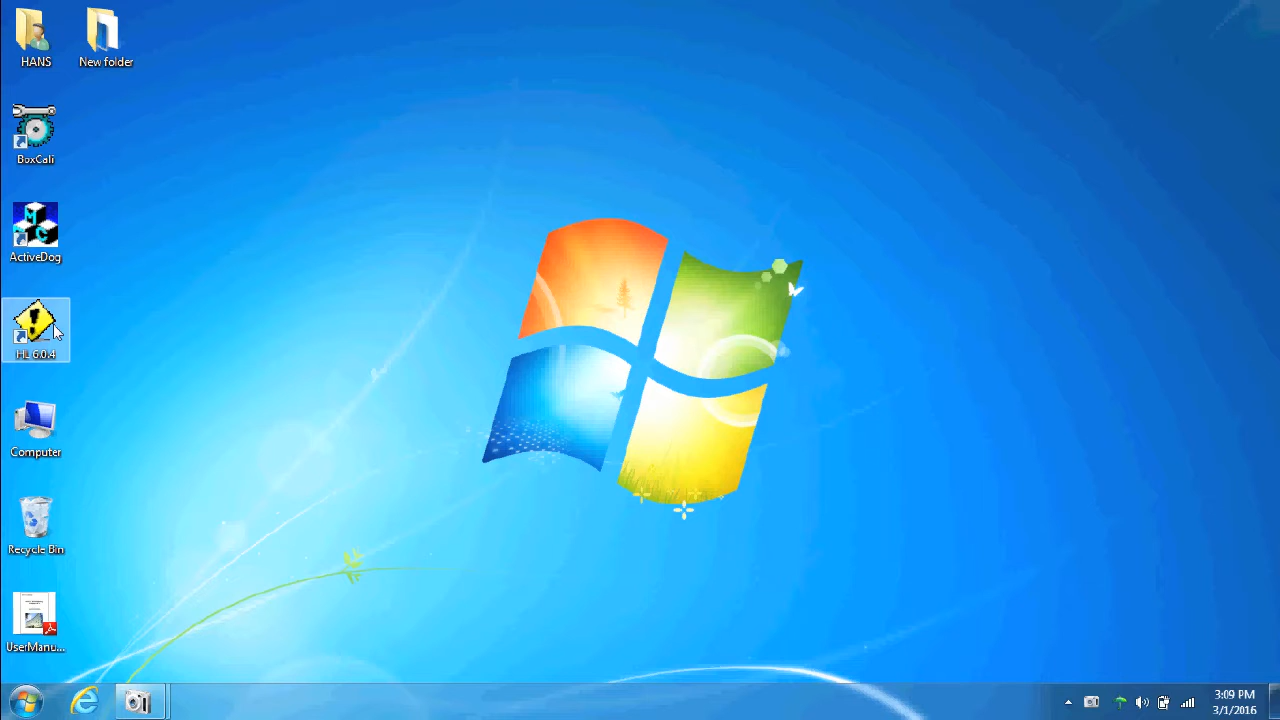 HANS
New folder
BoxCali
ActiveDog
HL 6.0.4
Computer
Recycle Bin
UserManu...
3:09 PM
3/1/2016